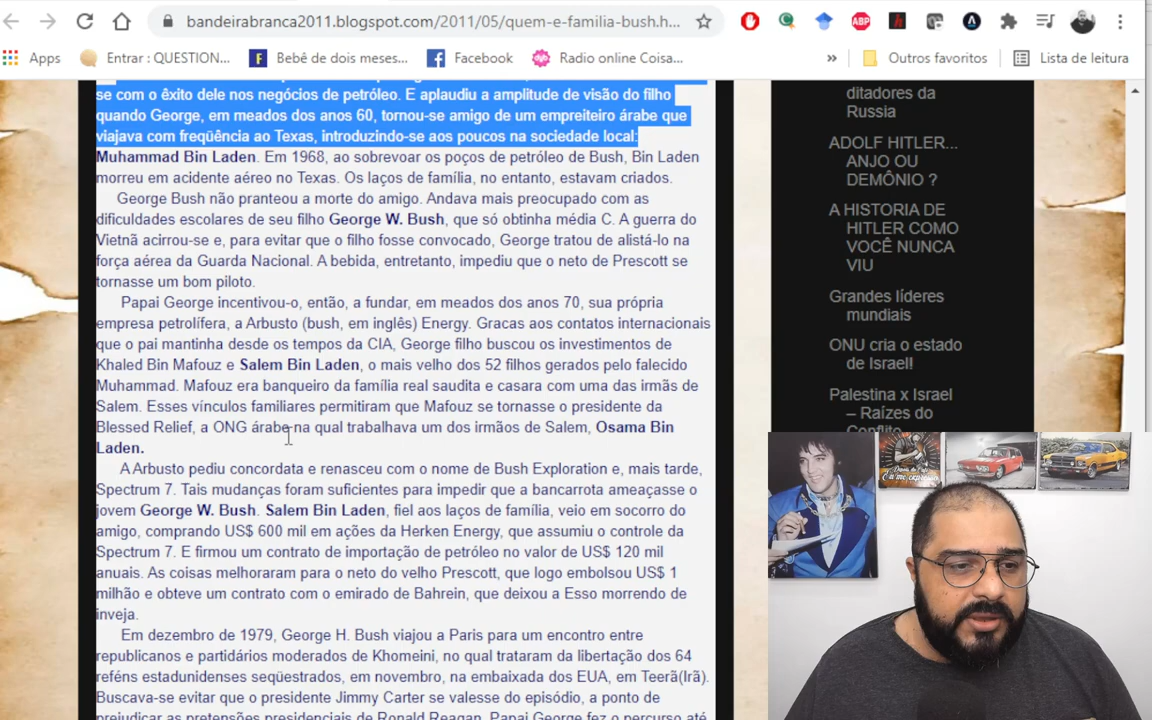 bandeirabranca2011.blogspot.com/2011/05/quem-e-familia-bush.h...
ABP
Apps
Entrar : QUESTION...
F
Bebê de dois meses...
Facebook
Radio online Coisa...
»
Outros favoritos
Lista de leitura
se com o êxito dele nos negócios de petróleo. E aplaudiu a amplitude de visão do filho
quando George, em meados dos anos 60, tornou-se amigo de um empreiteiro árabe que
viajava com freqüência ao Texas, introduzindo-se aos poucos na sociedade local:
Muhammad Bin Laden. Em 1968, ao sobrevoar os poços de petróleo de Bush, Bin Laden
morreu em acidente aéreo no Texas. Os laços de família, no entanto, estavam criados.
George Bush não pranteou a morte do amigo. Andava mais preocupado com as
dificuldades escolares de seu filho George W. Bush, que só obtinha média C. A guerra do
Vietnã acirrou-se e, para evitar que o filho fosse convocado, George tratou de alistá-lo na
força aérea da Guarda Nacional. A bebida, entretanto, impediu que o neto de Prescott se
tornasse um bom piloto.
Papai George incentivou-o, então, a fundar, em meados dos anos 70, sua própria
empresa petrolífera, a Arbusto (bush, em inglês) Energy. Gracas aos contatos internacionais
que o pai mantinha desde os tempos da CIA, George filho buscou os investimentos de
Khaled Bin Mafouz e Salem Bin Laden, o mais velho dos 52 filhos gerados pelo falecido
Muhammad. Mafouz era banqueiro da família real saudita e casara com uma das irmãs de
Salem. Esses vínculos familiares permitiram que Mafouz se tornasse o presidente da
Blessed Relief, a ONG árabe na qual trabalhava um dos irmãos de Salem, Osama Bin
Laden.
A Arbusto pediu concordata e renasceu com o nome de Bush Exploration e, mais tarde,
Spectrum 7. Tais mudanças foram suficientes para impedir que a bancarrota ameaçasse o
jovem George W. Bush. Salem Bin Laden, fiel aos laços de família, veio em socorro do
amigo, comprando US$ 600 mil em ações da Herken Energy, que assumiu o controle da
Spectrum 7. E firmou um contrato de importação de petróleo no valor de US$ 120 mil
anuais. As coisas melhoraram para o neto do velho Prescott, que logo embolsou US$ 1
milhão e obteve um contrato com o emirado de Bahrein, que deixou a Esso morrendo de
inveja.
Em dezembro de 1979, George H. Bush viajou a Paris para um encontro entre
republicanos e partidários moderados de Khomeini, no qual trataram da libertação dos 64
reféns estadunidenses seqüestrados, em novembro, na embaixada dos EUA, em Teerã(Irã).
Buscava-se evitar que o presidente Jimmy Carter se valesse do episódio, a ponto de
prejudicar as pretensões presidenciais de Ronald Reagan. Papai George fez o percurso até
ditadores da
Russia
ADOLF HITLER...
ANJO OU
DEMÔNIO ?
A HISTORIA DE
HITLER COMO
VOCÊ NUNCA
VIU
Grandes líderes
mundiais
ONU cria o estado
de Israel!
Palestina x Israel
– Raízes do
Conflito